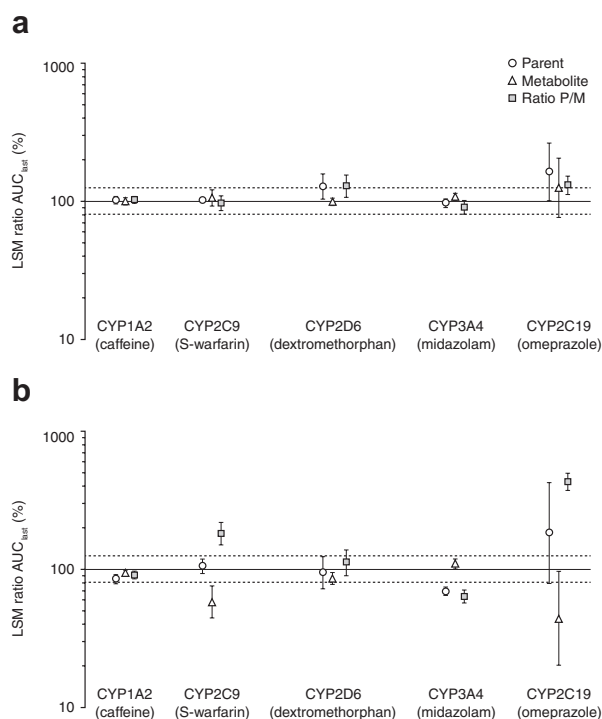 a
1000
Parent
Metabolite
Ratio P/M
LSM ratio AUClast (%)
100
CYP1A2 CYP2C9 CYP2D6 CYP3A4 CYP2C19
10 (caffeine) (S-warfarin) (dextromethorphan) (midazolam) (omeprazole)
b
1000
LSM ratio AUClast (%)
100
CYP1A2 CYP2C9 CYP2D6 CYP3A4 CYP2C19
10 (caffeine) (S-warfarin) (dextromethorphan) (midazolam) (omeprazole)